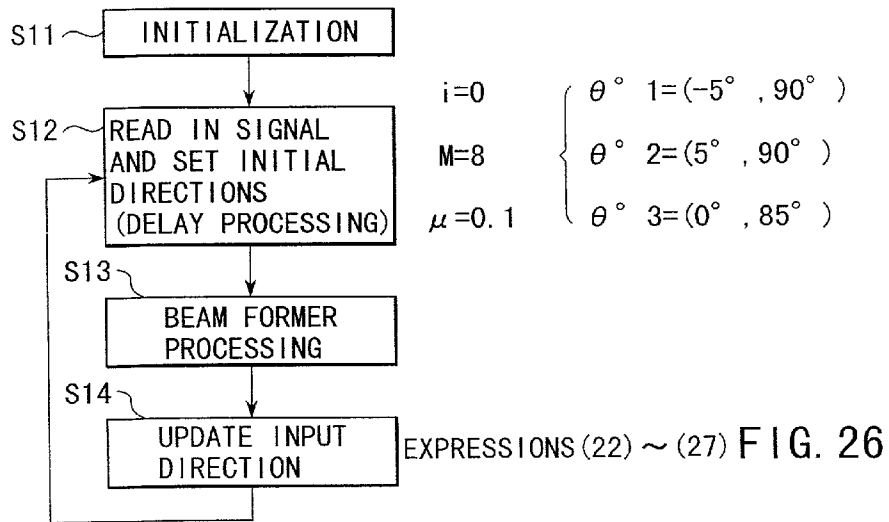 S11 INITIALIZATION
S12 READ IN SIGNAL
AND SET INITIAL
DIRECTIONS
(DELAY PROCESSING)
i=0
M=8
μ=0.1
θ° 1=(-5° ,90° )
θ° 2=(5° ,90° )
θ° 3=(0° ,85° )
S13
BEAM FORMER
PROCESSING
S14
UPDATE INPUT
DIRECTION
EXPRESSIONS(22)~(27)
FIG. 26